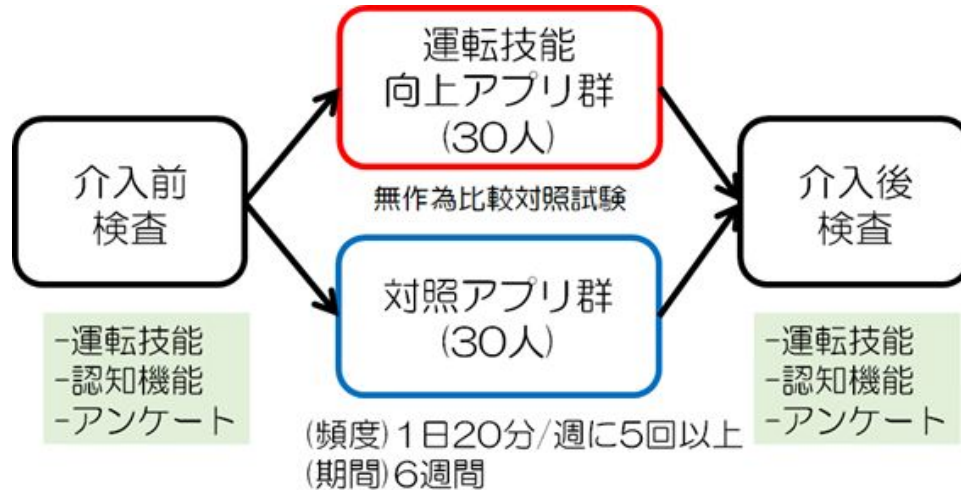 介入前
検査
-運転技能
-認知機能
-アンケート
運転技能
向上アプリ群
(30人)
無作為比較対照試験
対照アプリ群
(30人)
(頻度)1日20分/週に5回以上
(期間)6週間
介入後
検査
-運転技能
-認知機能
-アンケート